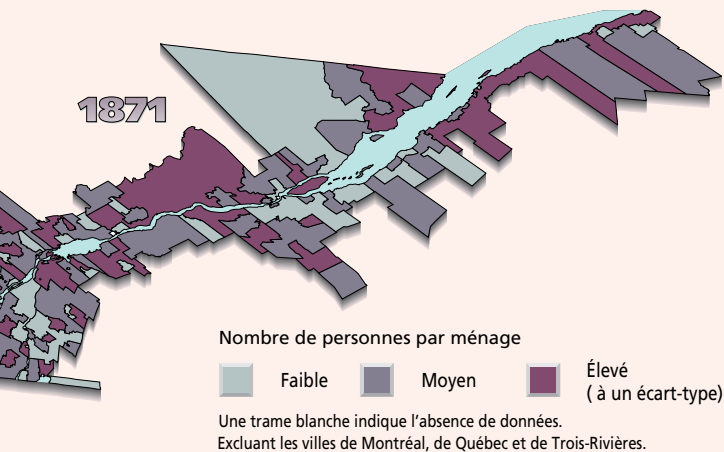 1871
Nombre de personnes par ménage
Faible
Moyen
Élevé
( à un écart-type)
Une trame blanche indique l'absence de données.
Excluant les villes de Montréal, de Québec et de Trois-Rivières.